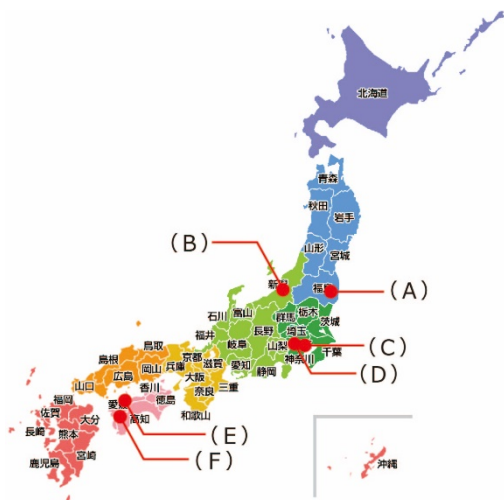 北海道
青森
秋田
岩手
山形
宮城
(B)
新潟
福島
(A)
石川
富山
群馬
栃木
茨城
福井
長野
埼玉
岐阜
山梨
千葉
(C)
神奈川
(D)
愛知
静岡
島根
鳥取
京都
滋賀
岡山
兵庫
広島
大阪
山口
香川
奈良
三重
福岡
愛媛
徳島
和歌山
佐賀
大分
高知
(E)
長崎
熊本
(F)
宮崎
鹿児島
沖縄